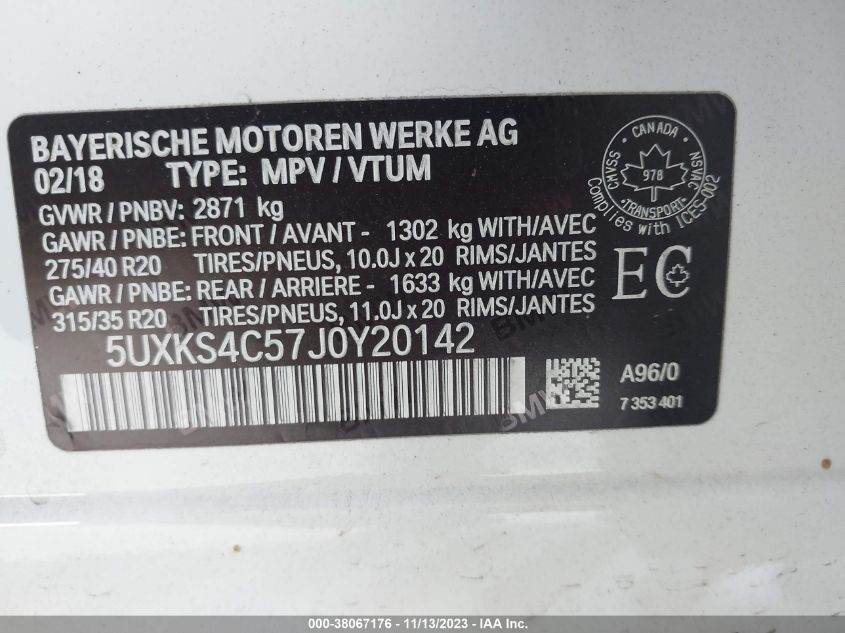 BAYERISCHE MOTOREN WERKE AG
02/18 TYPE: MPV / VTUM
GVWR / PNBV: 2871 kg
GAWR / PNBE: FRONT / AVANT - 1302 kg WITH/AVEC
275/40 R20 TIRES/PNEUS, 10.0J x 20 RIMS/JANTES
GAWR / PNBE: REAR / ARRIERE - 1633 kg WITH/AVEC
315/35 R20 TIRES/PNEUS, 11.0J x 20 RIMS/JANTES
5UXKS4C57J0Y20142
CANADA
CMVSS
NSVAC
978
TRANSPORT
Complies with ICES-002
EC
A96/0
7 353 401
BMW
000-38067176 - 11/13/2023 - IAAI.COM